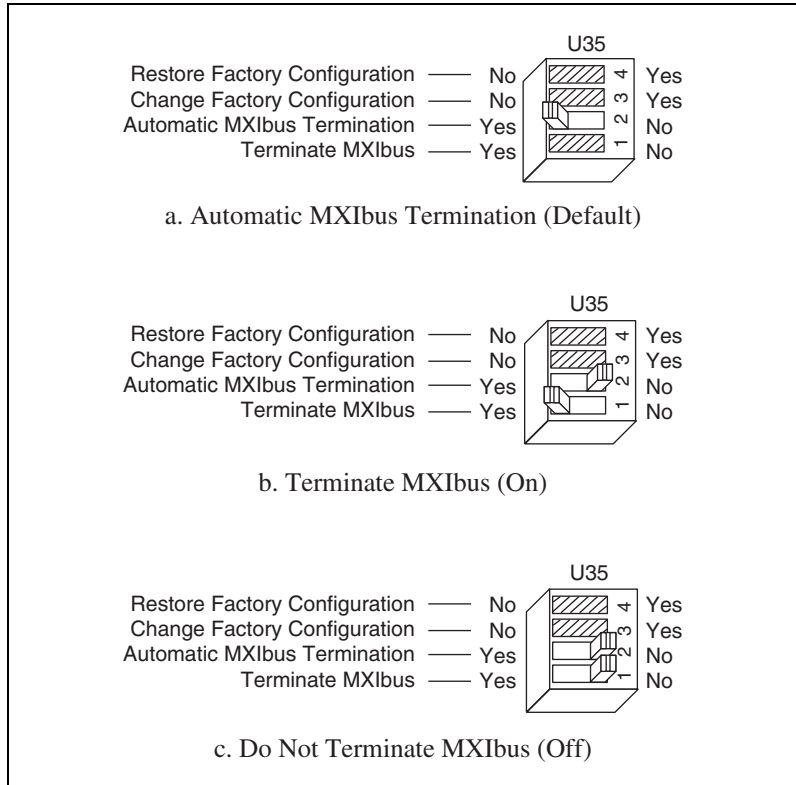 U35
Restore Factory Configuration No 4 Yes
Change Factory Configuration No 3 Yes
Automatic MXIbus Termination Yes 2 No
Terminate MXIbus Yes 1 No
a. Automatic MXIbus Termination (Default)
U35
Restore Factory Configuration No 4 Yes
Change Factory Configuration No 3 Yes
Automatic MXIbus Termination Yes 2 No
Terminate MXIbus Yes 1 No
b. Terminate MXIbus (On)
U35
Restore Factory Configuration No 4 Yes
Change Factory Configuration No 3 Yes
Automatic MXIbus Termination Yes 2 No
Terminate MXIbus Yes 1 No
c. Do Not Terminate MXIbus (Off)